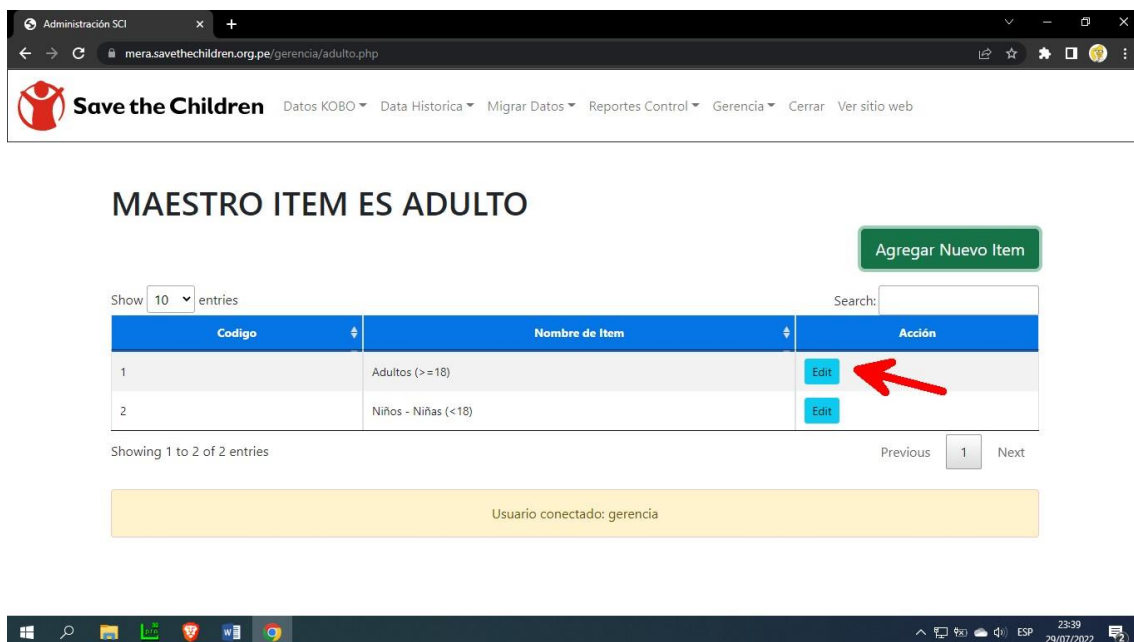 Administración SCI
mera.savethechildren.org.pe/gerencia/adulto.php
Save the Children Datos KOBO Data Historica Migrar Datos Reportes Control Gerencia Cerrar Ver sitio web
MAESTRO ITEM ES ADULTO
Agregar Nuevo Item
Show 10 entries Search:
Codigo Nombre de Item Acción
1 Adultos (>=18) Edit
2 Niños - Niñas (<18) Edit
Showing 1 to 2 of 2 entries Previous 1 Next
Usuario conectado: gerencia
23:39
ESP
29/07/2022